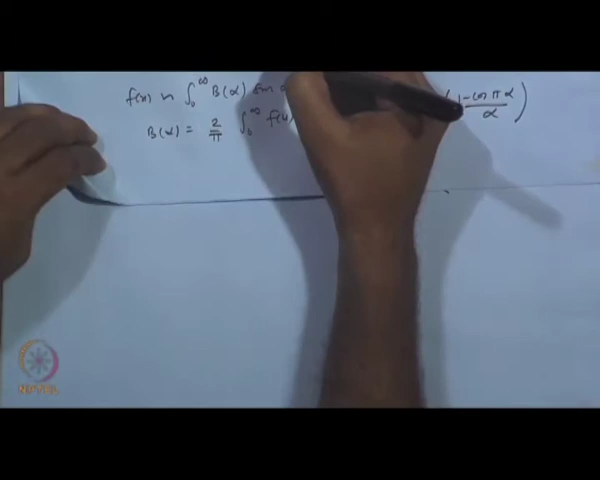 f(x) ~ ∫₀^∞ B(α) Sin
B(α) = 2/π ∫₀^∞ f(u) (1 - cos πα / α)
NPTEL